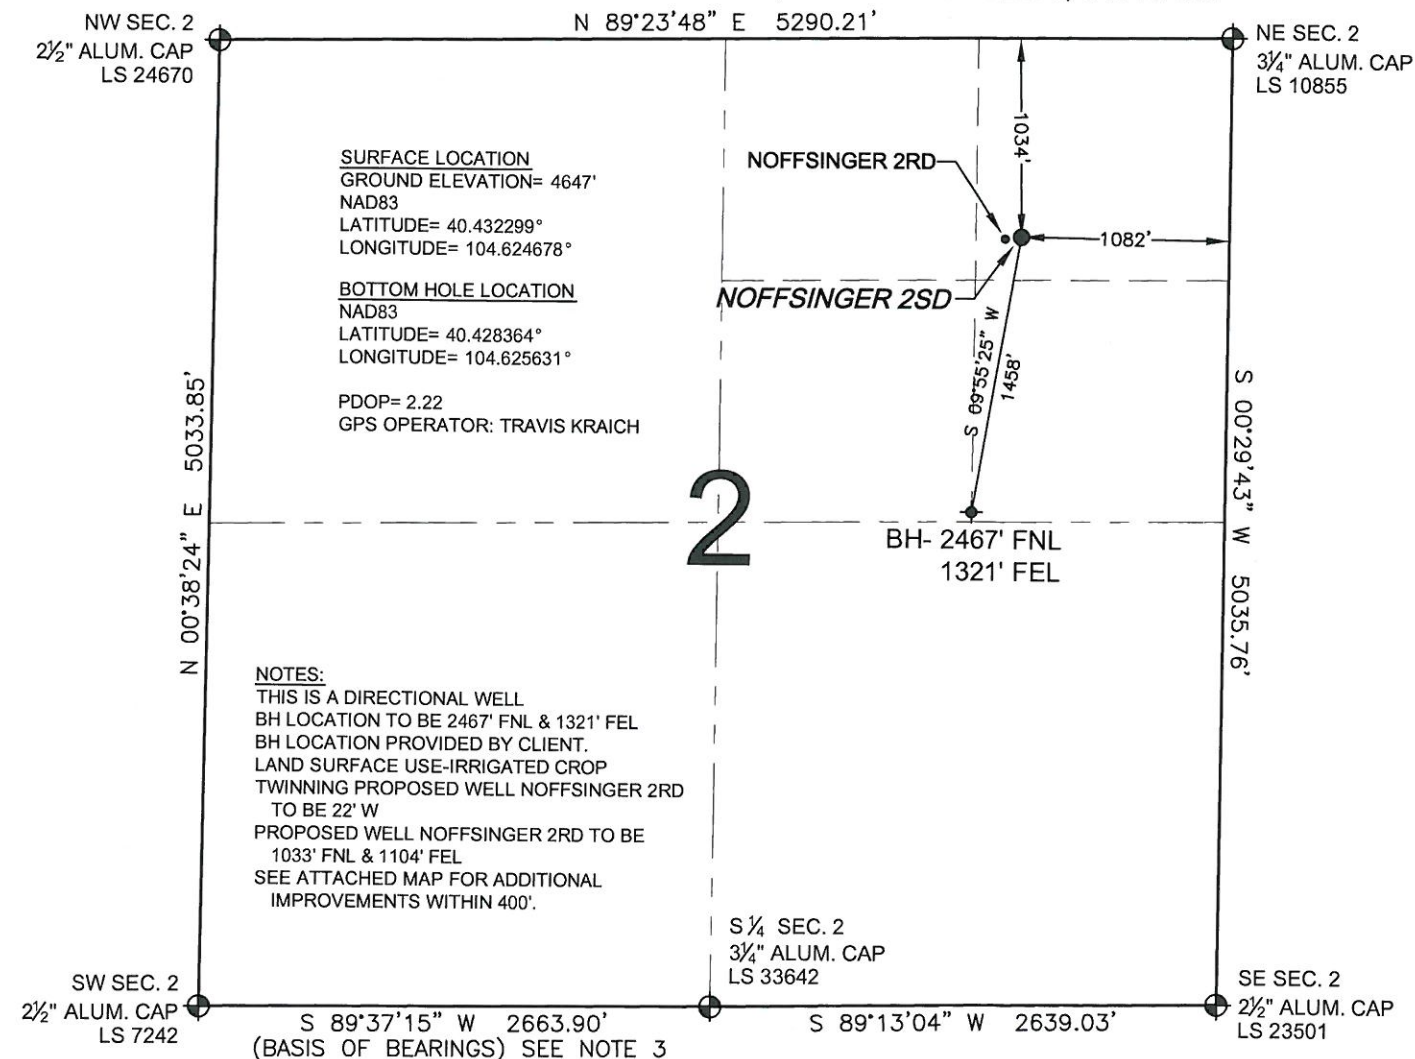 N 89°23'48" E 5290.21'
NW SEC. 2
2½" ALUM. CAP
LS 24670
NE SEC. 2
3¼" ALUM. CAP
LS 10855
SURFACE LOCATION
GROUND ELEVATION= 4647'
NAD83
LATITUDE= 40.432299°
LONGITUDE= 104.624678°
BOTTOM HOLE LOCATION
NAD83
LATITUDE= 40.428364°
LONGITUDE= 104.625631°
PDOP= 2.22
GPS OPERATOR: TRAVIS KRAICH
1034'
NOFFSINGER 2RD
1082'
NOFFSINGER 2SD
S 09°55'25" W
1458'
N 00°38'24" E 5033.85'
S 00°29'43" W 5035.76'
2
BH- 2467' FNL
1321' FEL
NOTES:
THIS IS A DIRECTIONAL WELL
BH LOCATION TO BE 2467' FNL & 1321' FEL
BH LOCATION PROVIDED BY CLIENT.
LAND SURFACE USE-IRRIGATED CROP
TWINNING PROPOSED WELL NOFFSINGER 2RD
TO BE 22' W
PROPOSED WELL NOFFSINGER 2RD TO BE
1033' FNL & 1104' FEL
SEE ATTACHED MAP FOR ADDITIONAL
IMPROVEMENTS WITHIN 400'.
S ¼ SEC. 2
3¼" ALUM. CAP
LS 33642
SW SEC. 2
2½" ALUM. CAP
LS 7242
SE SEC. 2
2½" ALUM. CAP
LS 23501
S 89°37'15" W 2663.90'
(BASIS OF BEARINGS) SEE NOTE 3
S 89°13'04" W 2639.03'